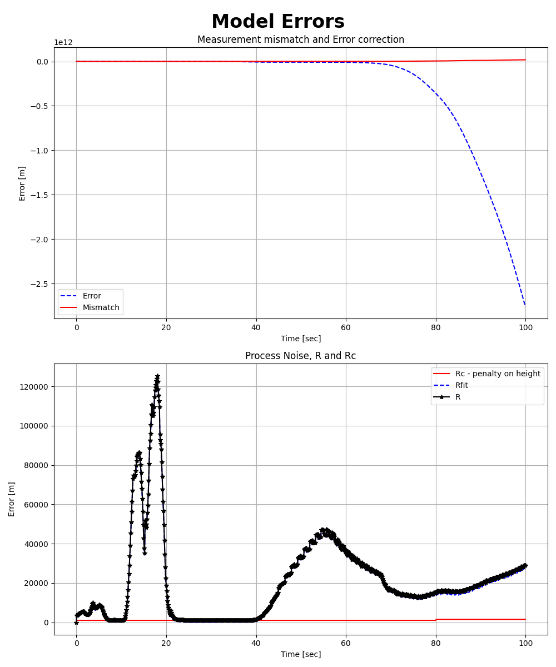 Model Errors
Measurement mismatch and Error correction
1e12
0.0
−0.5
−1.0
−1.5
−2.0
−2.5
Error [m]
Error
Mismatch
0 20 40 60 80 100
Time [sec]
Process Noise, R and Rc
120000
100000
80000
60000
40000
20000
0
Error [m]
Rc - penalty on height
Rfit
R
0 20 40 60 80 100
Time [sec]